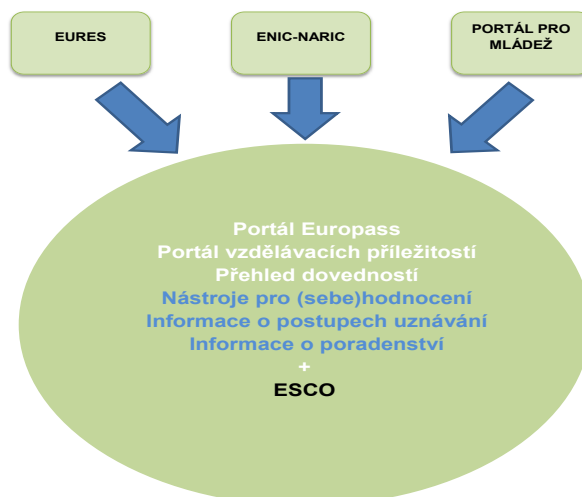 EURES
ENIC-NARIC
PORTÁL PRO
MLÁDEŽ
Portál Europass
Portál vzdělávacích příležitostí
Přehled dovedností
Nástroje pro (sebe)hodnocení
Informace o postupech uznávání
Informace o poradenství
+
ESCO